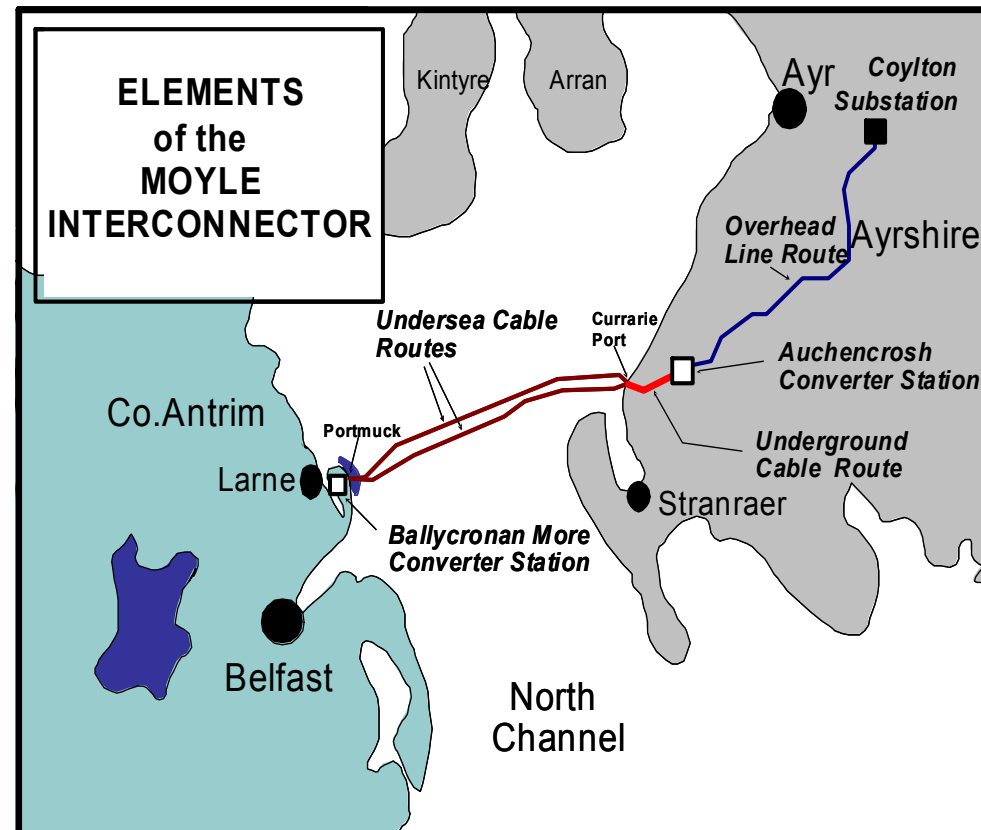 ELEMENTS
of the
MOYLE
INTERCONNECTOR
Kintyre
Arran
Ayr
Coylton
Substation
Overhead
Line Route
Ayrshire
Undersea Cable
Routes
Currarie
Port
Auchencrosh
Converter Station
Co.Antrim
Portmuck
Underground
Cable Route
Larne
Stranraer
Ballycronan More
Converter Station
Belfast
North
Channel